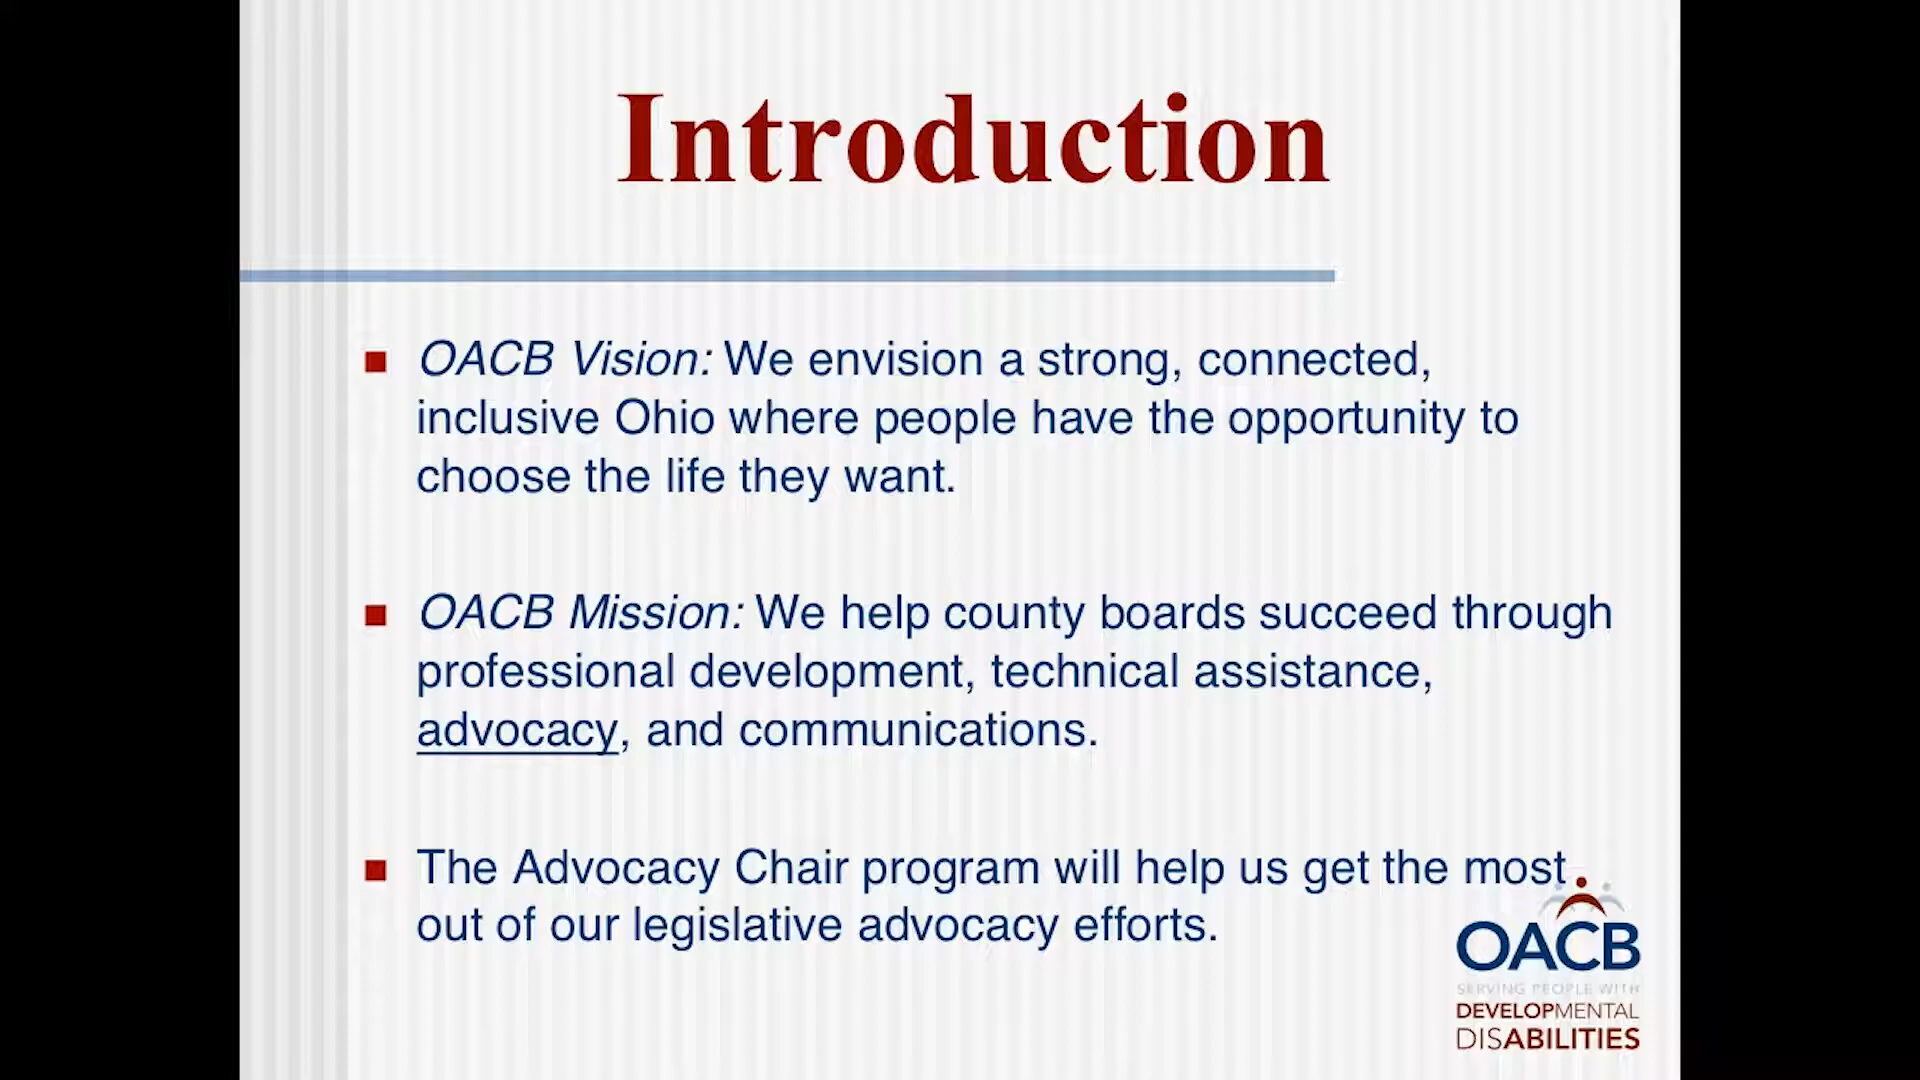 Introduction
OACB Vision: We envision a strong, connected,
inclusive Ohio where people have the opportunity to
choose the life they want.
OACB Mission: We help county boards succeed through
professional development, technical assistance,
advocacy, and communications.
The Advocacy Chair program will help us get the most
out of our legislative advocacy efforts.
OACB
SERVING PEOPLE WITH
DEVELOPMENTAL
DISABILITIES